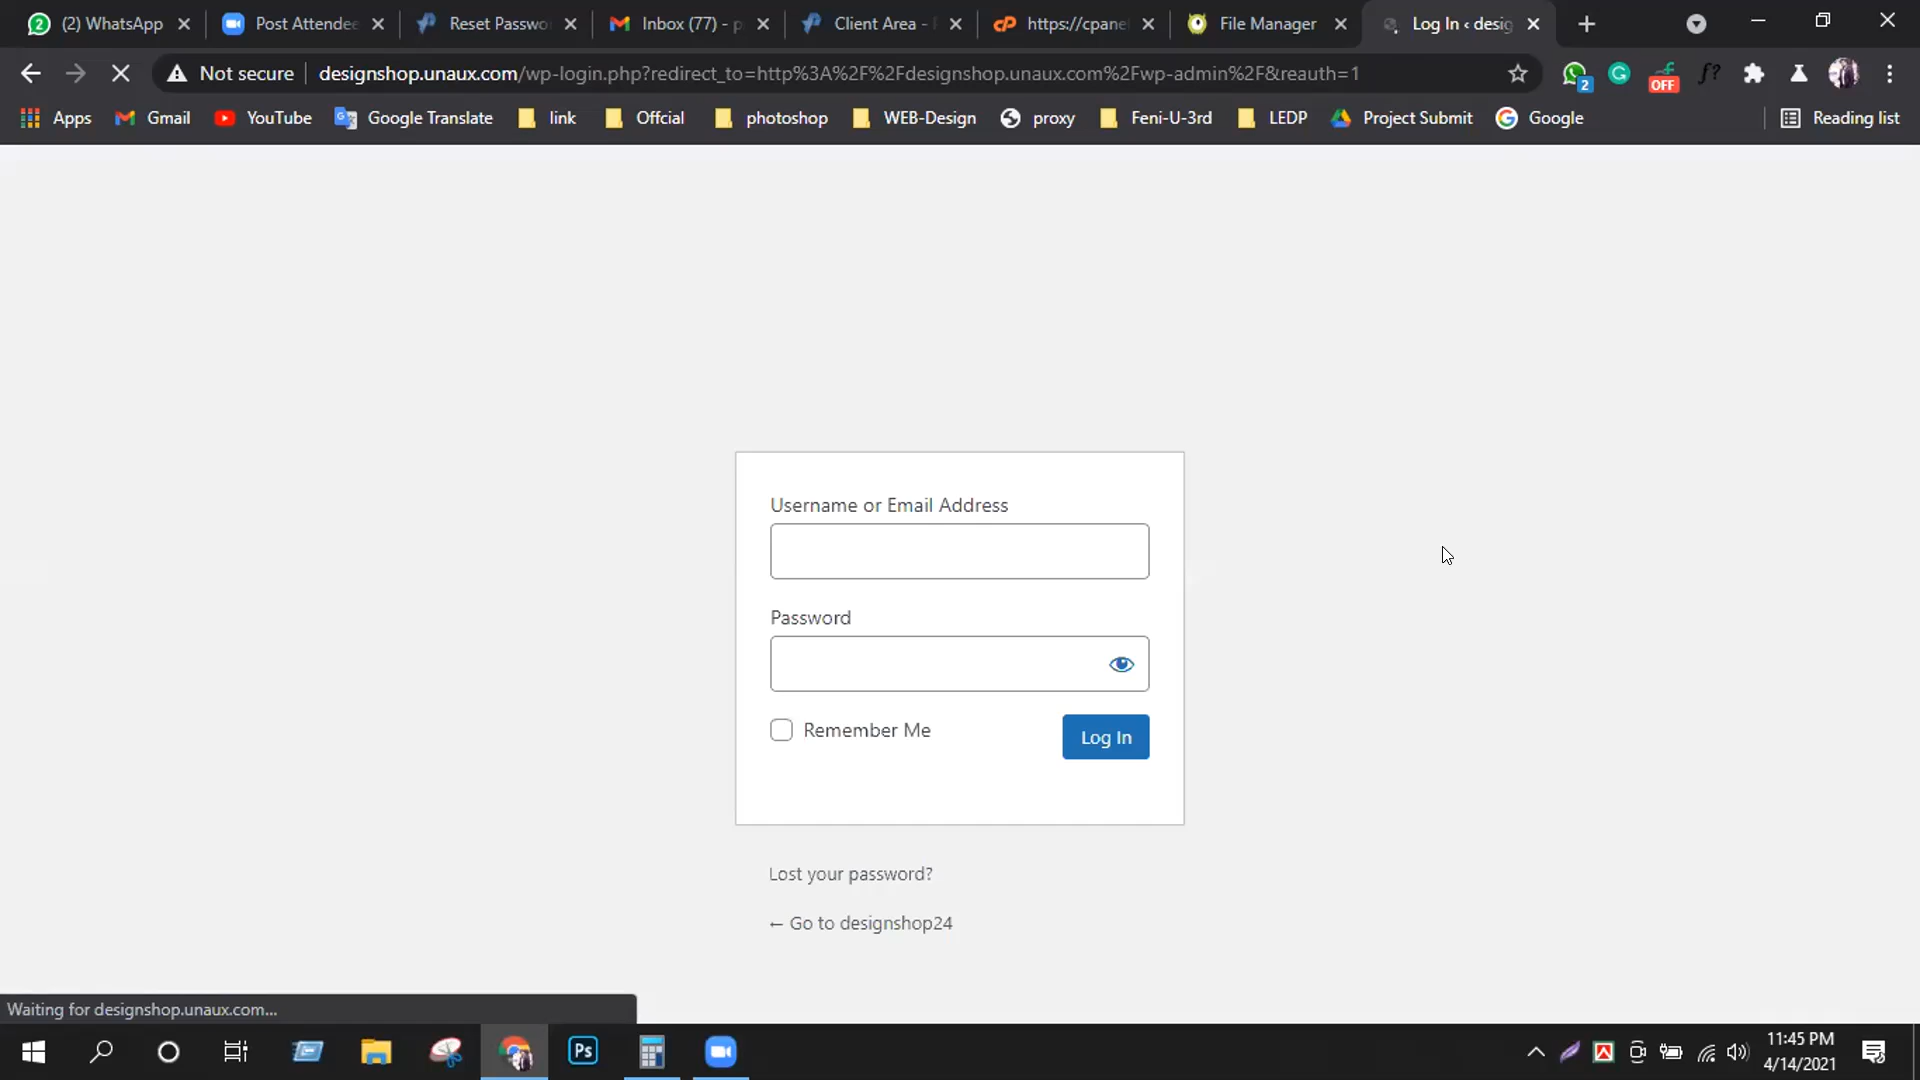 (2) WhatsApp
Post Attendee
Reset Passwo
Inbox (77) - p
Client Area -
https://cpane
File Manager
Log In ‹ desig
Not secure
designshop.unaux.com/wp-login.php?redirect_to=http%3A%2F%2Fdesignshop.unaux.com%2Fwp-admin%2F&reauth=1
2
OFF
f?
Apps
Gmail
YouTube
Google Translate
link
Offcial
photoshop
WEB-Design
proxy
Feni-U-3rd
LEDP
Project Submit
Google
Reading list
Username or Email Address
Password
Remember Me
Log In
Lost your password?
← Go to designshop24
Waiting for designshop.unaux.com...
Ps
11:45 PM
4/14/2021